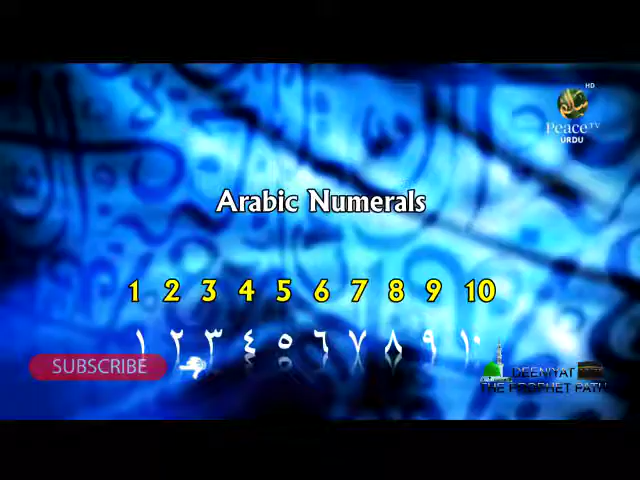 HD
Peace TV
URDU
Arabic Numerals
1 2 3 4 5 6 7 8 9 10
١ ٢ ٣ ٤ ٥ ٦ ٧ ٨ ٩ ١٠
SUBSCRIBE
DEENIYAT
THE PROPHET PATH